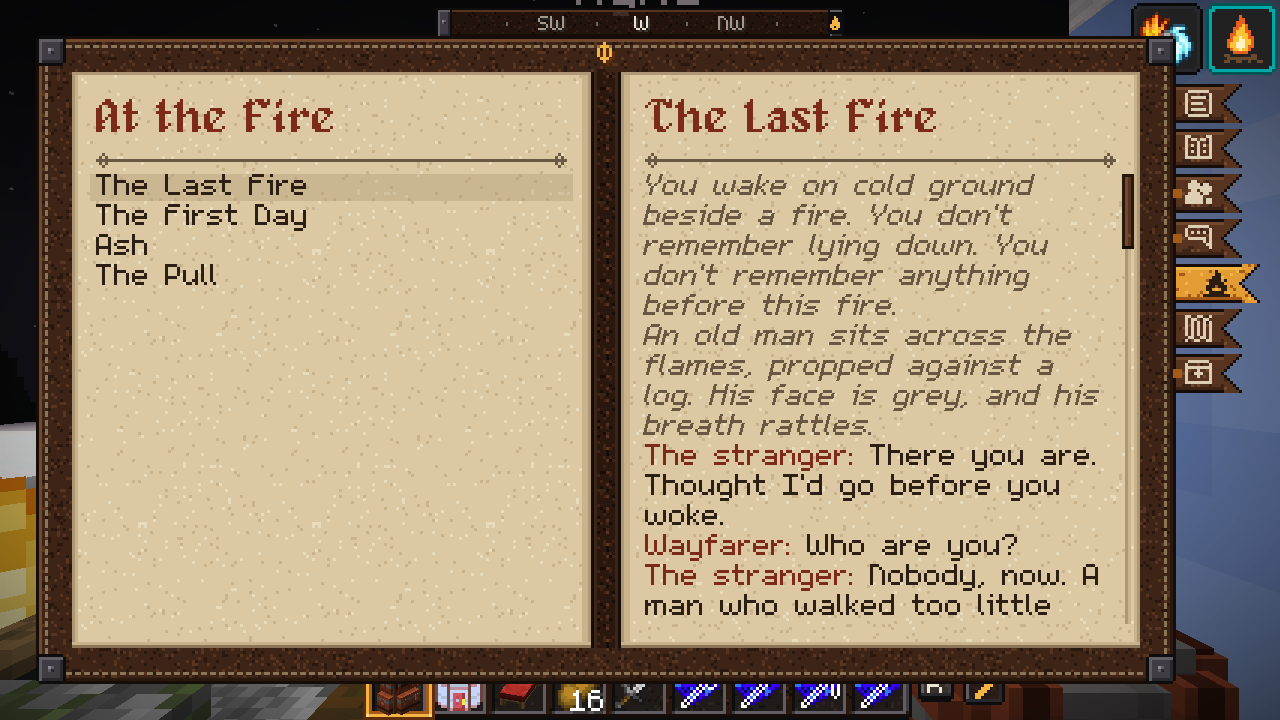 SW W NW
At the Fire
The Last Fire
The First Day
Ash
The Pull
The Last Fire
You wake on cold ground
beside a fire. You don't
remember lying down. You
don't remember anything
before this fire.
An old man sits across the
flames, propped against a
log. His face is grey, and his
breath rattles.
The stranger: There you are.
Thought I'd go before you
woke.
Wayfarer: Who are you?
The stranger: Nobody, now. A
man who walked too little
16